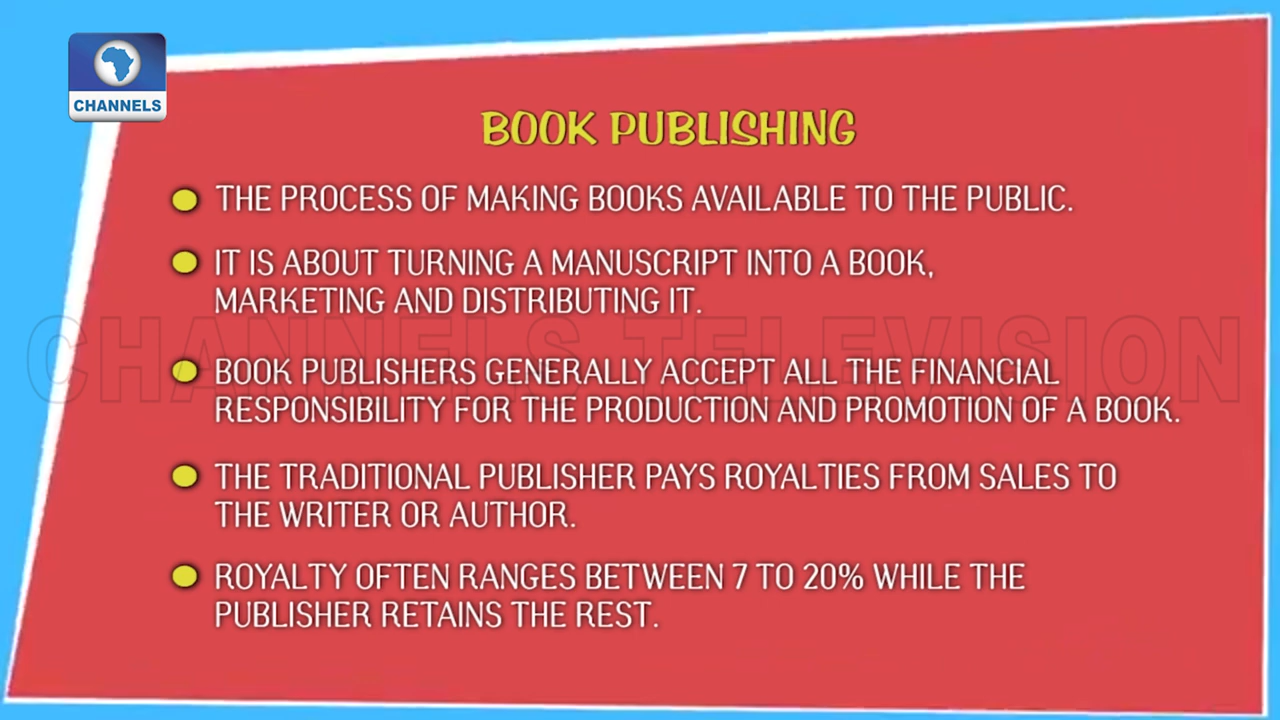 CHANNELS
BOOK PUBLISHING
THE PROCESS OF MAKING BOOKS AVAILABLE TO THE PUBLIC.
IT IS ABOUT TURNING A MANUSCRIPT INTO A BOOK,
MARKETING AND DISTRIBUTING IT.
CHANNELS TELEVISION
BOOK PUBLISHERS GENERALLY ACCEPT ALL THE FINANCIAL
RESPONSIBILITY FOR THE PRODUCTION AND PROMOTION OF A BOOK.
THE TRADITIONAL PUBLISHER PAYS ROYALTIES FROM SALES TO
THE WRITER OR AUTHOR.
ROYALTY OFTEN RANGES BETWEEN 7 TO 20% WHILE THE
PUBLISHER RETAINS THE REST.